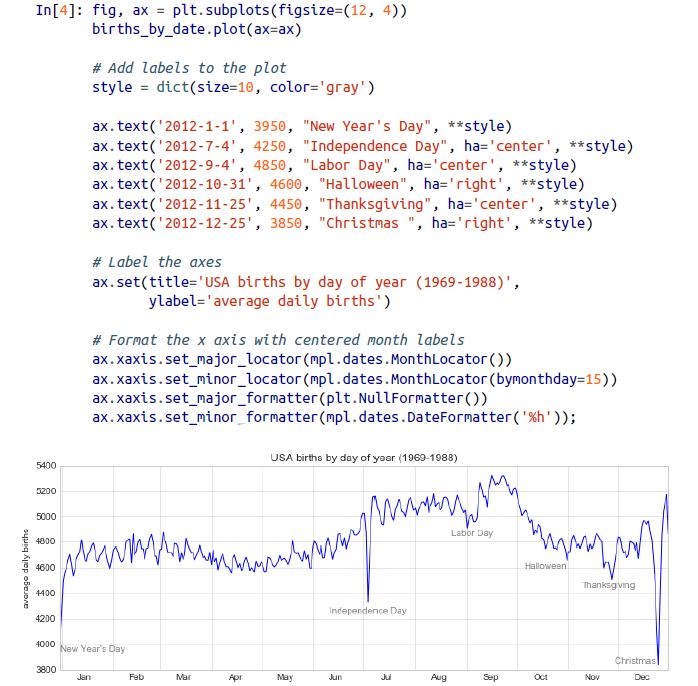 In[4]: fig, ax = plt.subplots(figsize=(12, 4))
births_by_date.plot(ax=ax)
# Add labels to the plot
style = dict(size=10, color='gray')
ax.text('2012-1-1', 3950, "New Year's Day", **style)
ax.text('2012-7-4', 4250, "Independence Day", ha='center', **style)
ax.text('2012-9-4', 4850, "Labor Day", ha='center', **style)
ax.text('2012-10-31', 4600, "Halloween", ha='right', **style)
ax.text('2012-11-25', 4450, "Thanksgiving", ha='center', **style)
ax.text('2012-12-25', 3850, "Christmas ", ha='right', **style)
# Label the axes
ax.set(title='USA births by day of year (1969-1988)',
ylabel='average daily births')
# Format the x axis with centered month labels
ax.xaxis.set_major_locator(mpl.dates.MonthLocator())
ax.xaxis.set_minor_locator(mpl.dates.MonthLocator(bymonthday=15))
ax.xaxis.set_major_formatter(plt.NullFormatter())
ax.xaxis.set_minor_formatter(mpl.dates.DateFormatter('%h'));
USA births by day of year (1969-1988)
average daily births
5400
5200
5000
4800
4600
4400
4200
4000
3800
Labor Day
Halloween
Thanksgiving
Independence Day
New Year's Day
Christmas
Jan Feb Mar Apr May Jun Jul Aug Sep Oct Nov Dec